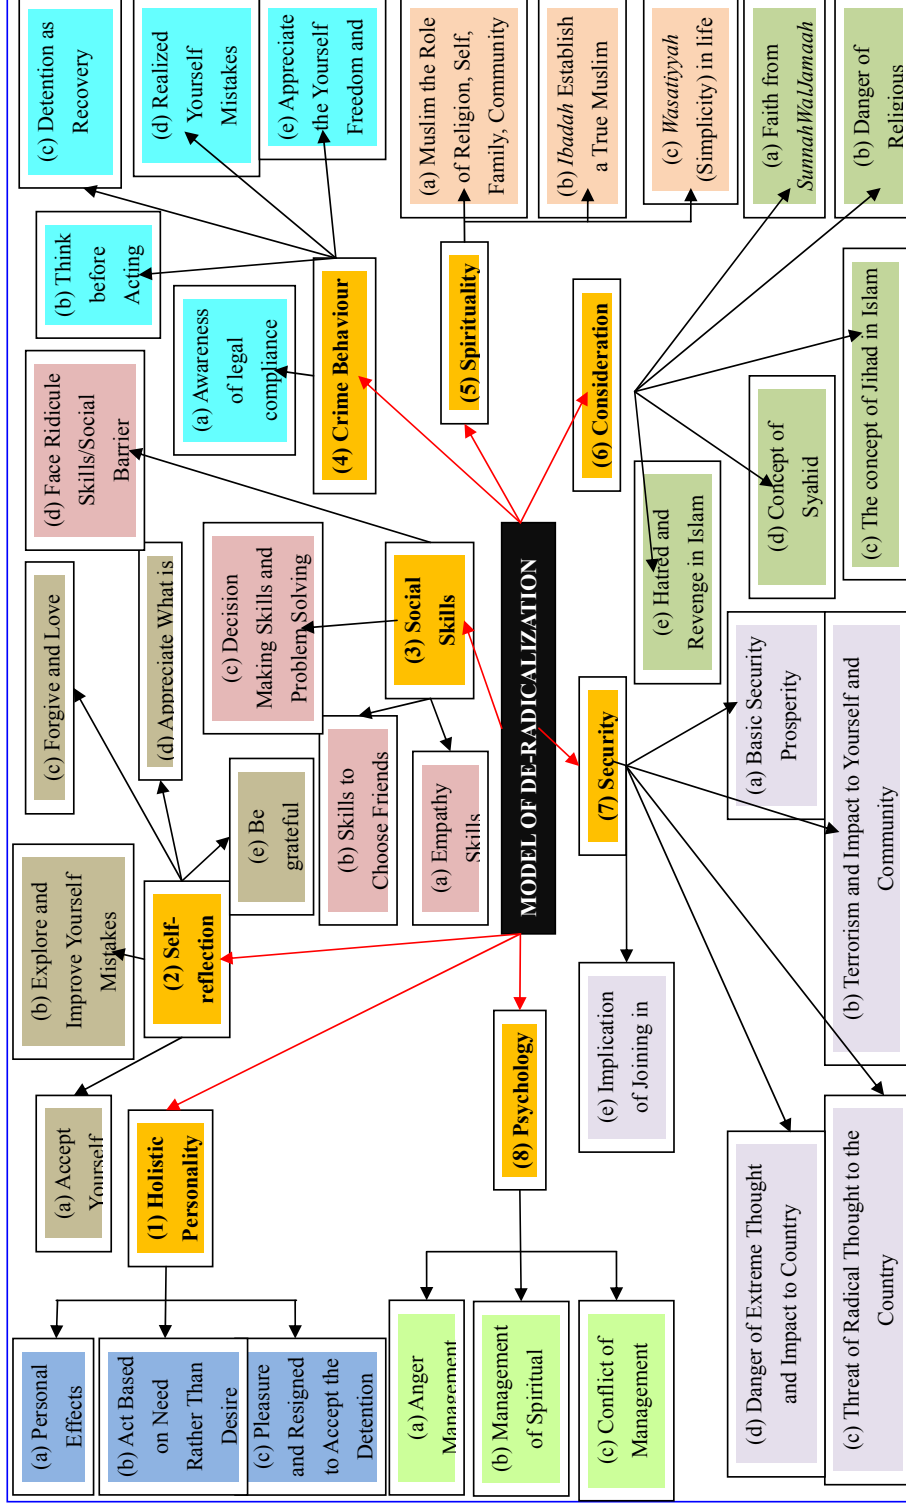 MODEL OF DE-RADICALIZATION
(1) Holistic
Personality
(a) Personal
Effects
(b) Act Based
on Need
Rather Than
Desire
(c) Pleasure
and Resigned
to Accept the
Detention
(2) Self-
reflection
(a) Accept
Yourself
(b) Explore and
Improve Yourself
Mistakes
(c) Forgive and Love
(d) Appreciate What is
(e) Be
grateful
(3) Social
Skills
(a) Empathy
Skills
(b) Skills to
Choose Friends
(c) Decision
Making Skills and
Problem Solving
(d) Face Ridicule
Skills/Social
Barrier
(4) Crime Behaviour
(a) Awareness
of legal
compliance
(b) Think
before
Acting
(c) Detention as
Recovery
(d) Realized
Yourself
Mistakes
(e) Appreciate
the Yourself
Freedom and
(5) Spirituality
(a) Muslim the Role
of Religion, Self,
Family, Community
(b) Ibadah Establish
a True Muslim
(c) Wasatiyyah
(Simplicity) in life
(6) Consideration
(a) Faith from
SunnahWalJamaah
(b) Danger of
Religious
(c) The concept of Jihad in Islam
(d) Concept of
Syahid
(e) Hatred and
Revenge in Islam
(7) Security
(a) Basic Security
Prosperity
(b) Terrorism and Impact to Yourself and
Community
(c) Threat of Radical Thought to the
Country
(d) Danger of Extreme Thought
and Impact to Country
(e) Implication
of Joining in
(8) Psychology
(a) Anger
Management
(b) Management
of Spiritual
(c) Conflict of
Management